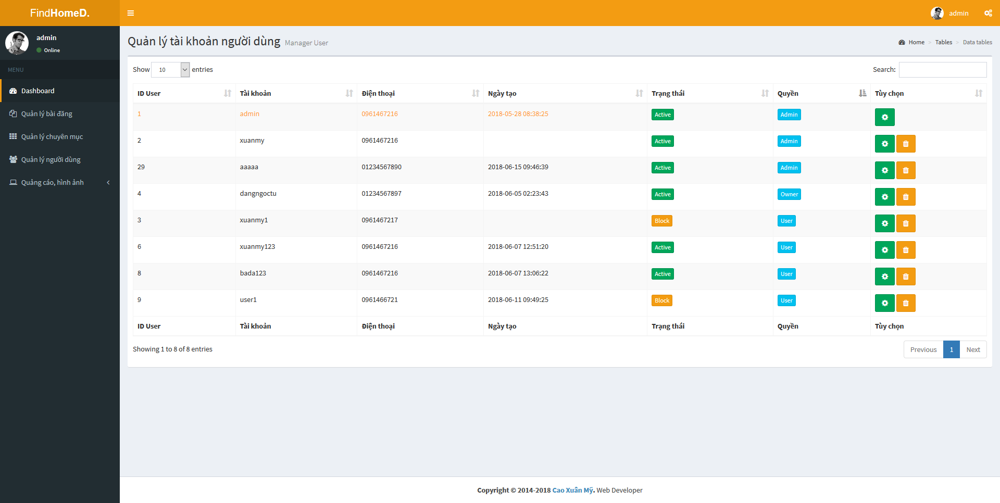 FindHomeD.
admin
admin
Online
MENU
Dashboard
Quản lý bài đăng
Quản lý chuyên mục
Quản lý người dùng
Quảng cáo, hình ảnh
Quản lý tài khoản người dùng Manager User
Home > Tables > Data tables
Show 10 entries
Search:
ID User Tài khoản Điện thoại Ngày tạo Trạng thái Quyền Tùy chọn
1 admin 0961467216 2018-05-28 08:38:25 Active Admin
2 xuanmy 0961467216 Active Admin
29 aaaaa 01234567890 2018-06-15 09:46:39 Active Admin
4 dangngoctu 01234567897 2018-06-05 02:23:43 Active Owner
3 xuanmy1 0961467217 Block User
6 xuanmy123 0961467216 2018-06-07 12:51:20 Active User
8 bada123 0961467216 2018-06-07 13:06:22 Active User
9 user1 0961466721 2018-06-11 09:49:25 Block User
ID User Tài khoản Điện thoại Ngày tạo Trạng thái Quyền Tùy chọn
Showing 1 to 8 of 8 entries
Previous 1 Next
Copyright © 2014-2018 Cao Xuân Mỹ. Web Developer